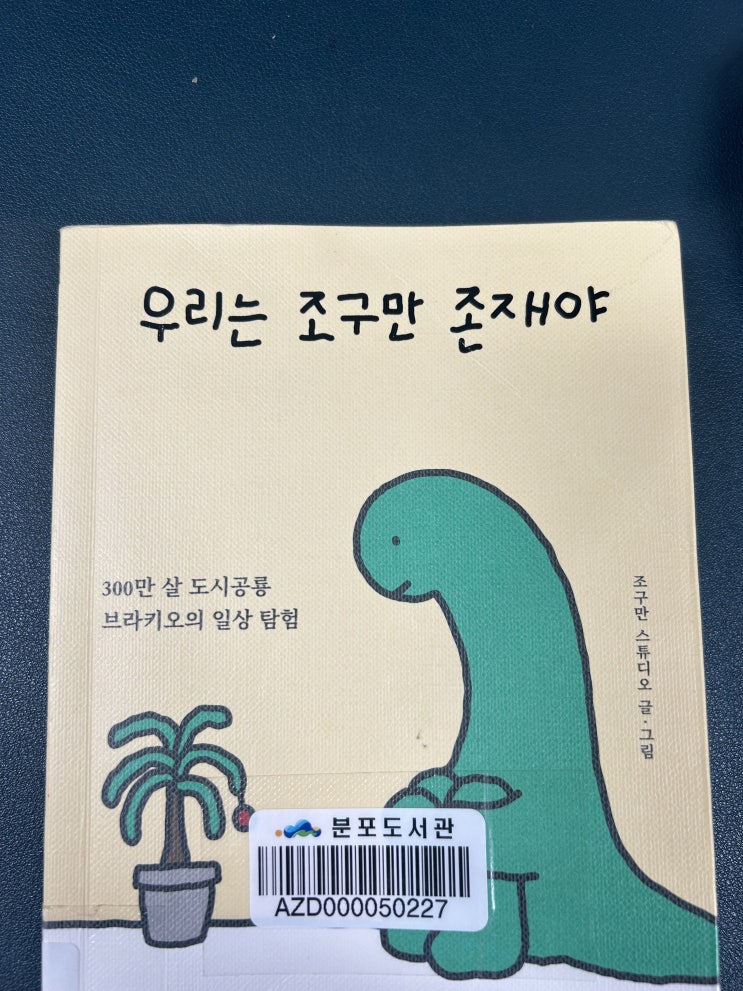 우리는 조구만 존재야
300만 살 도시공룡
브라키오의 일상 탐험
조구만 스튜디오 글·그림
분포도서관
AZD000050227